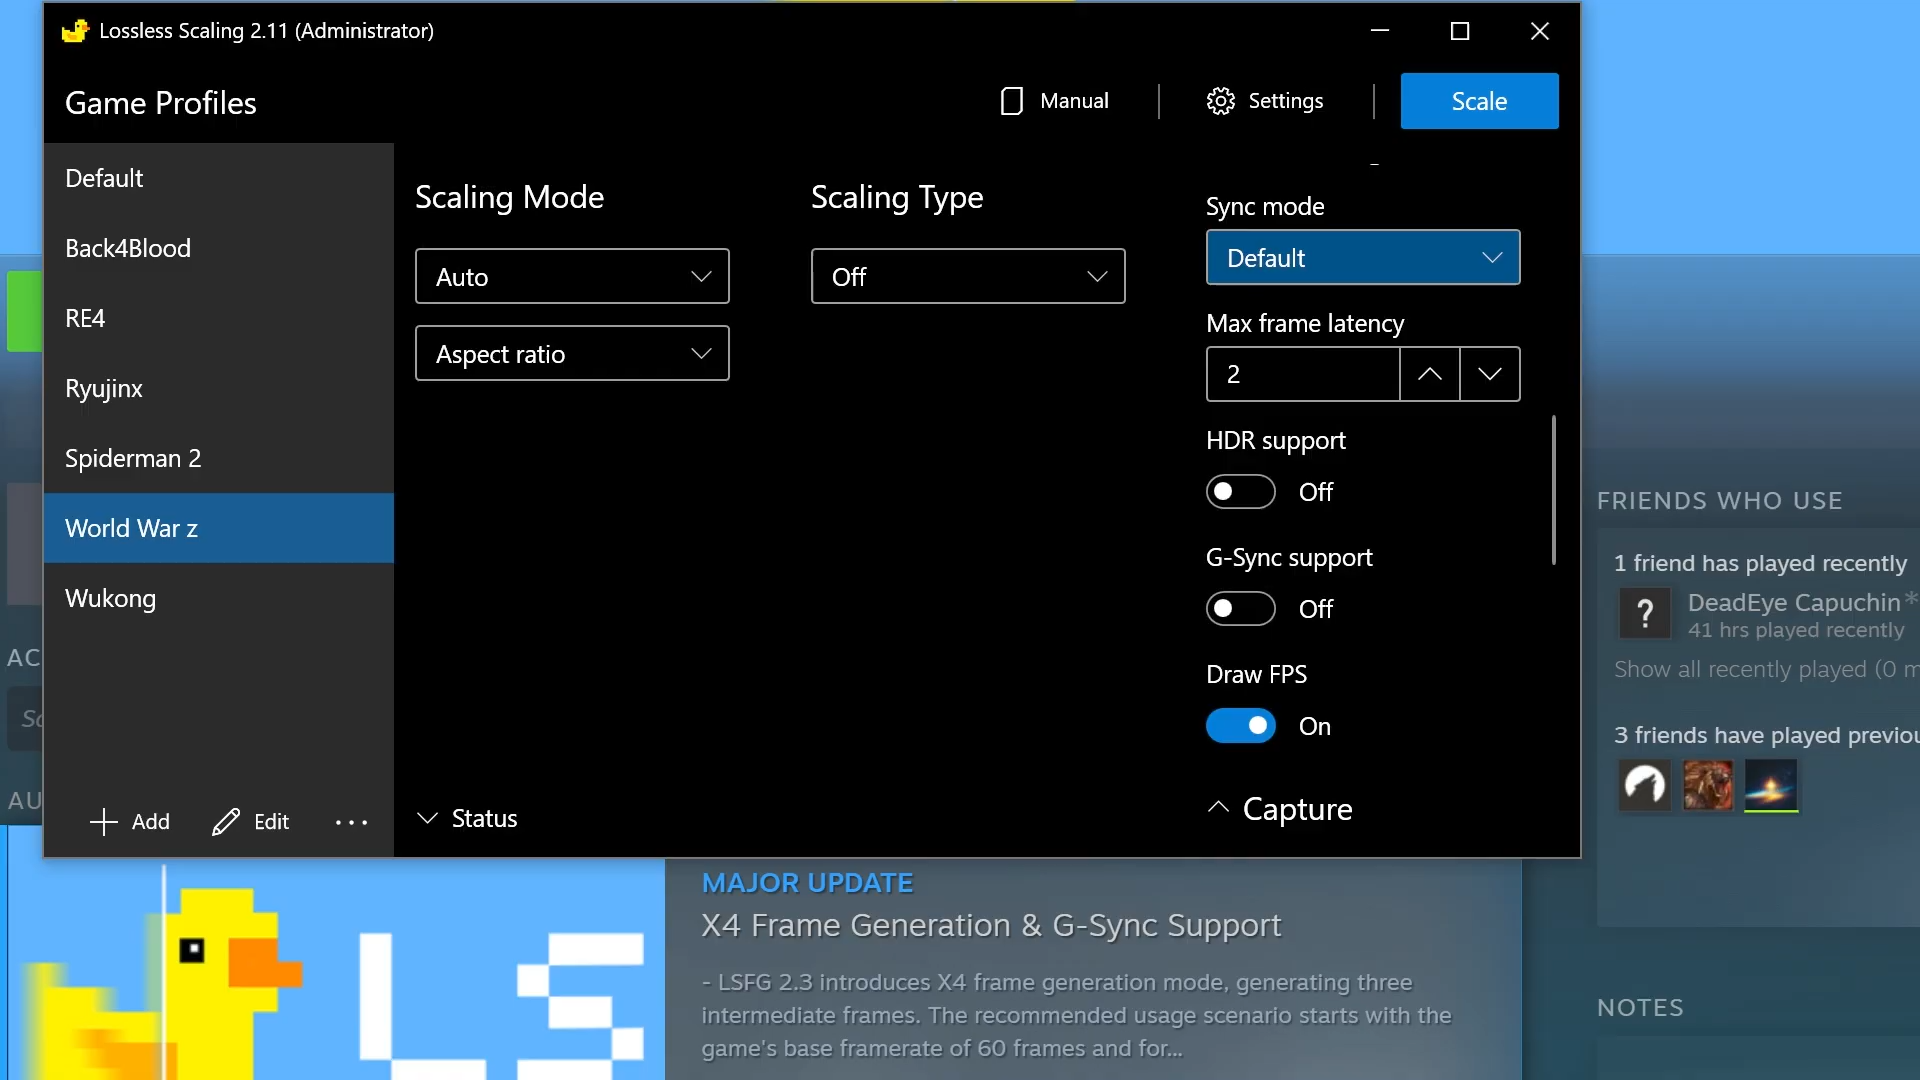 Lossless Scaling 2.11 (Administrator)
Game Profiles
Manual
Settings
Scale
Default
Back4Blood
RE4
Ryujinx
Spiderman 2
World War z
Wukong
Add
Edit
Scaling Mode
Auto
Aspect ratio
Scaling Type
Off
Sync mode
Default
Max frame latency
2
HDR support
Off
G-Sync support
Off
Draw FPS
On
Capture
Status
AC
AU
LS
MAJOR UPDATE
X4 Frame Generation & G-Sync Support
- LSFG 2.3 introduces X4 frame generation mode, generating three
intermediate frames. The recommended usage scenario starts with the
game's base framerate of 60 frames and for...
FRIENDS WHO USE
1 friend has played recently
?
DeadEye Capuchin*
41 hrs played recently
Show all recently played (0 m
3 friends have played previou
NOTES